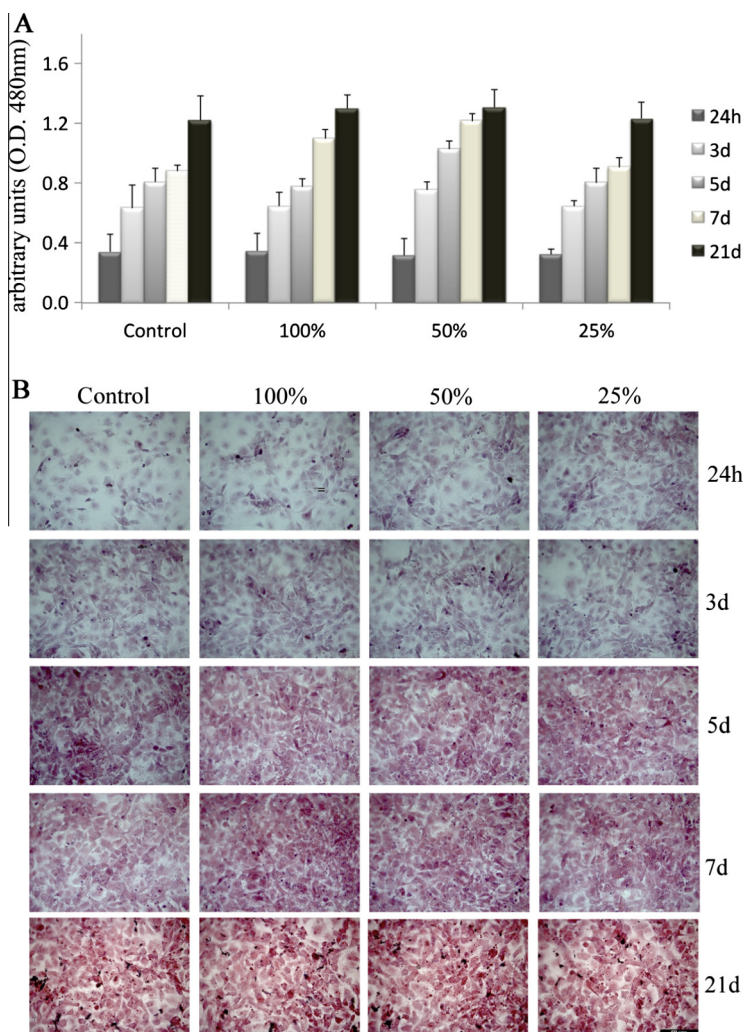 A
arbitrary units (O.D. 480nm)
1.6
1.2
0.8
0.4
0.0
Control 100% 50% 25%
24h
3d
5d
7d
21d
B
Control 100% 50% 25%
24h
3d
5d
7d
21d